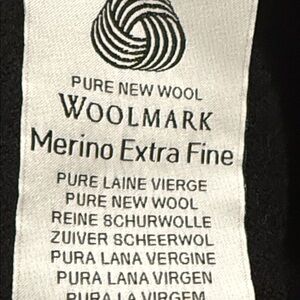 PURE NEW WOOL
WOOLMARK
Merino Extra Fine
PURE LAINE VIERGE
PURE NEW WOOL
REINE SCHURWOLLE
ZUIVER SCHEERWOL
PURA LANA VERGINE
PURA LANA VIRGEN
PURA LA VIRGEM